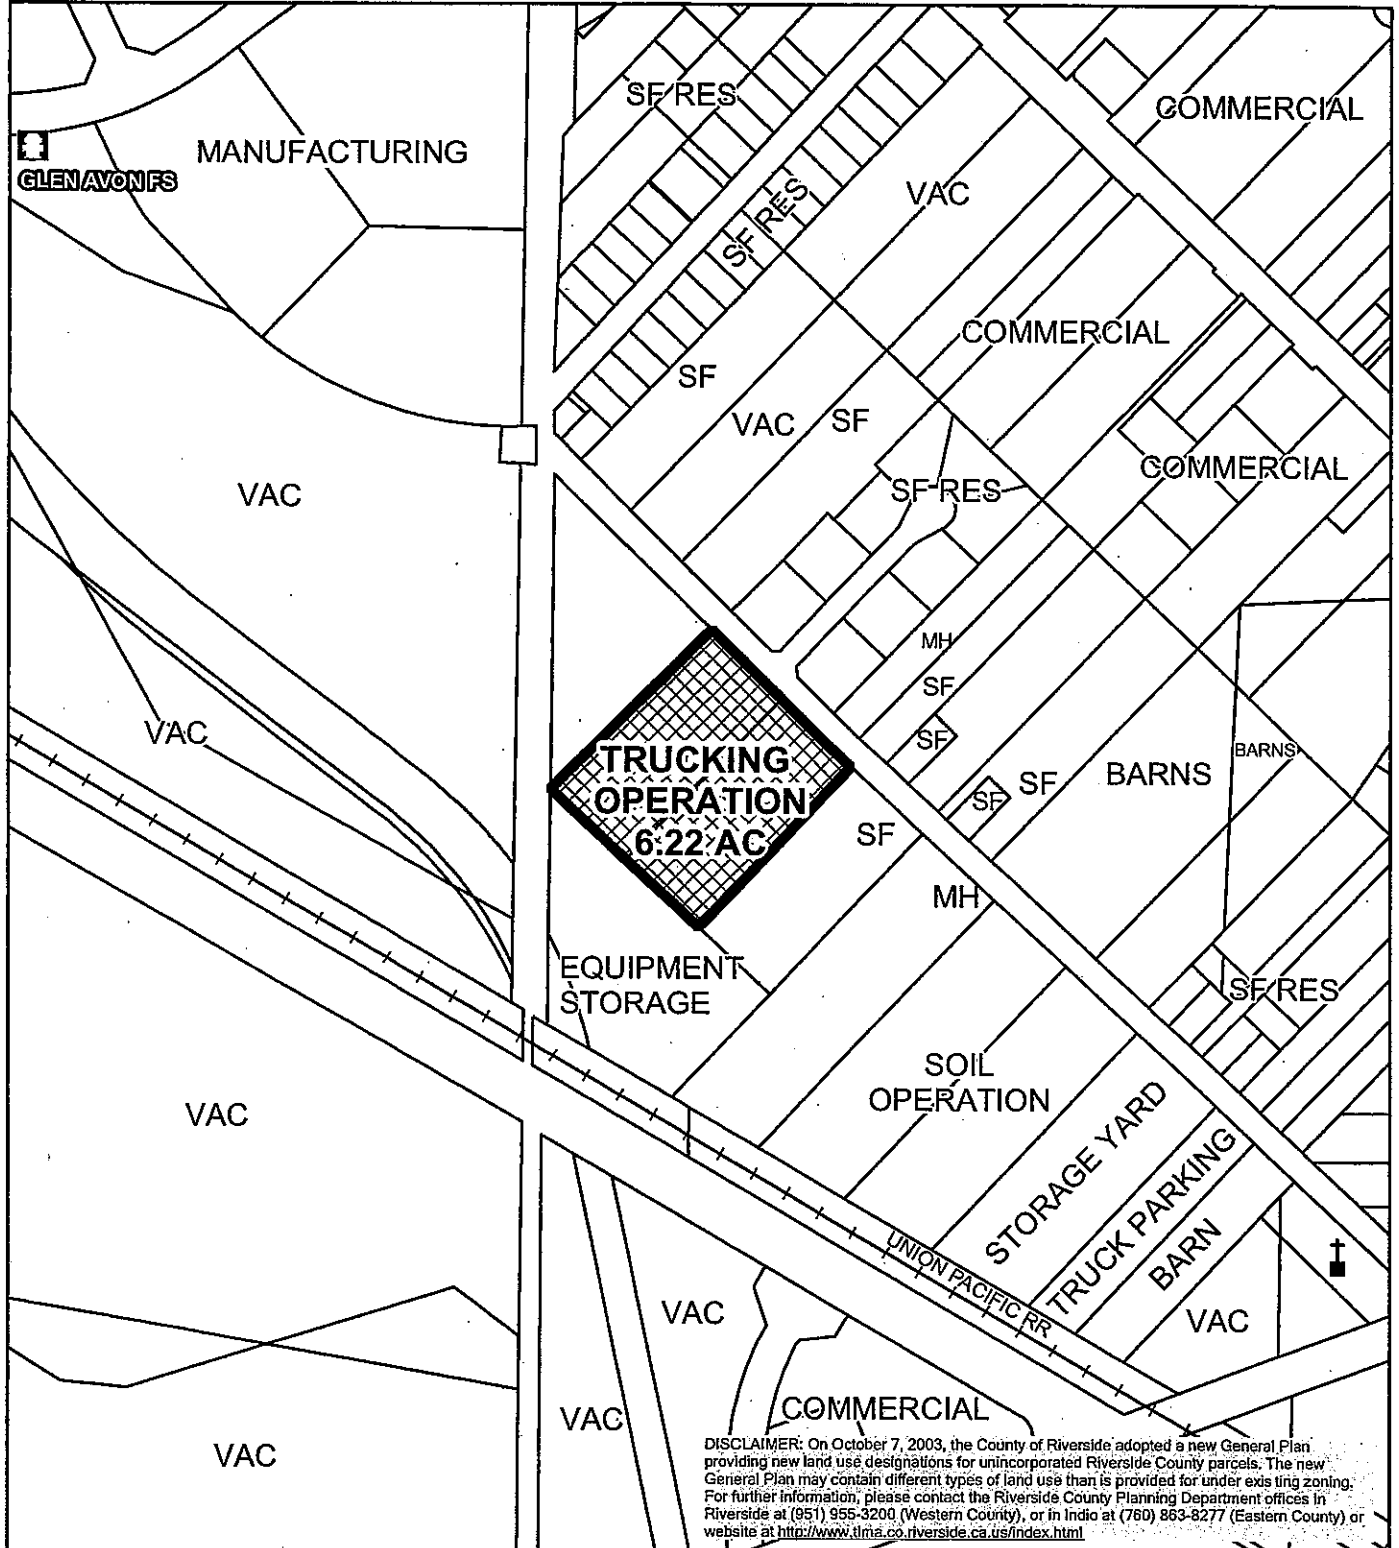 SF RES
COMMERCIAL
MANUFACTURING
GLEN AVON FS
VAC
SF RES
COMMERCIAL
SF
VAC
SF
COMMERCIAL
SF RES
VAC
MH
SF
VAC
SF
BARNS
TRUCKING
OPERATION
6.22 AC
SF
BARNS
SF
SF
MH
EQUIPMENT
STORAGE
SF RES
SOIL
OPERATION
VAC
STORAGE YARD
TRUCK PARKING
BARN
UNION PACIFIC RR
VAC
VAC
VAC
COMMERCIAL
VAC
DISCLAIMER: On October 7, 2003, the County of Riverside adopted a new General Plan
providing new land use designations for unincorporated Riverside County parcels. The new
General Plan may contain different types of land use than is provided for under existing zoning.
For further information, please contact the Riverside County Planning Department offices in
Riverside at (951) 955-3200 (Western County), or in Indio at (760) 863-8277 (Eastern County) or
website at http://www.tlma.co.riverside.ca.us/index.html